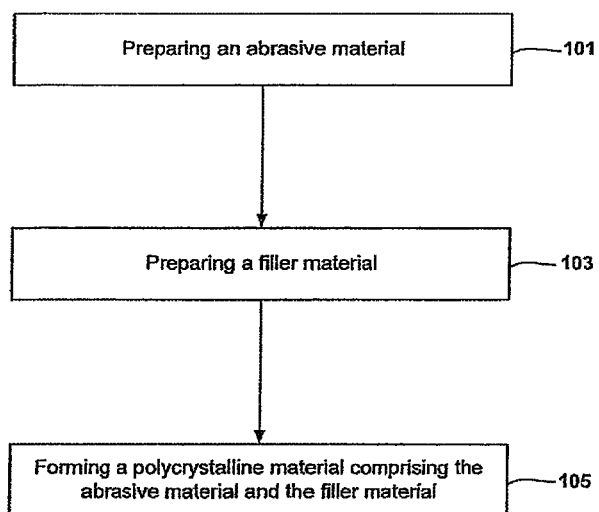 Preparing an abrasive material
101
Preparing a filler material
103
Forming a polycrystalline material comprising the
abrasive material and the filler material
105